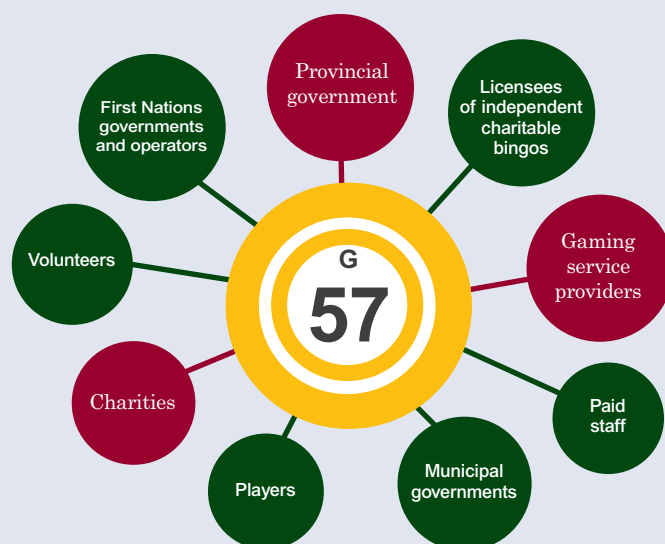 Provincial
government
First Nations
governments
and operators
Licensees
of independent
charitable
bingos
Volunteers
Gaming
service
providers
G
57
Charities
Paid
staff
Players
Municipal
governments